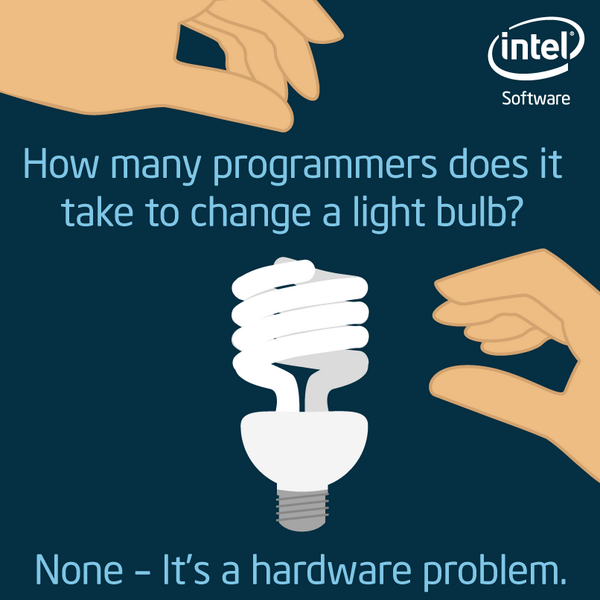 intel
Software
How many programmers does it
take to change a light bulb?
None – It's a hardware problem.